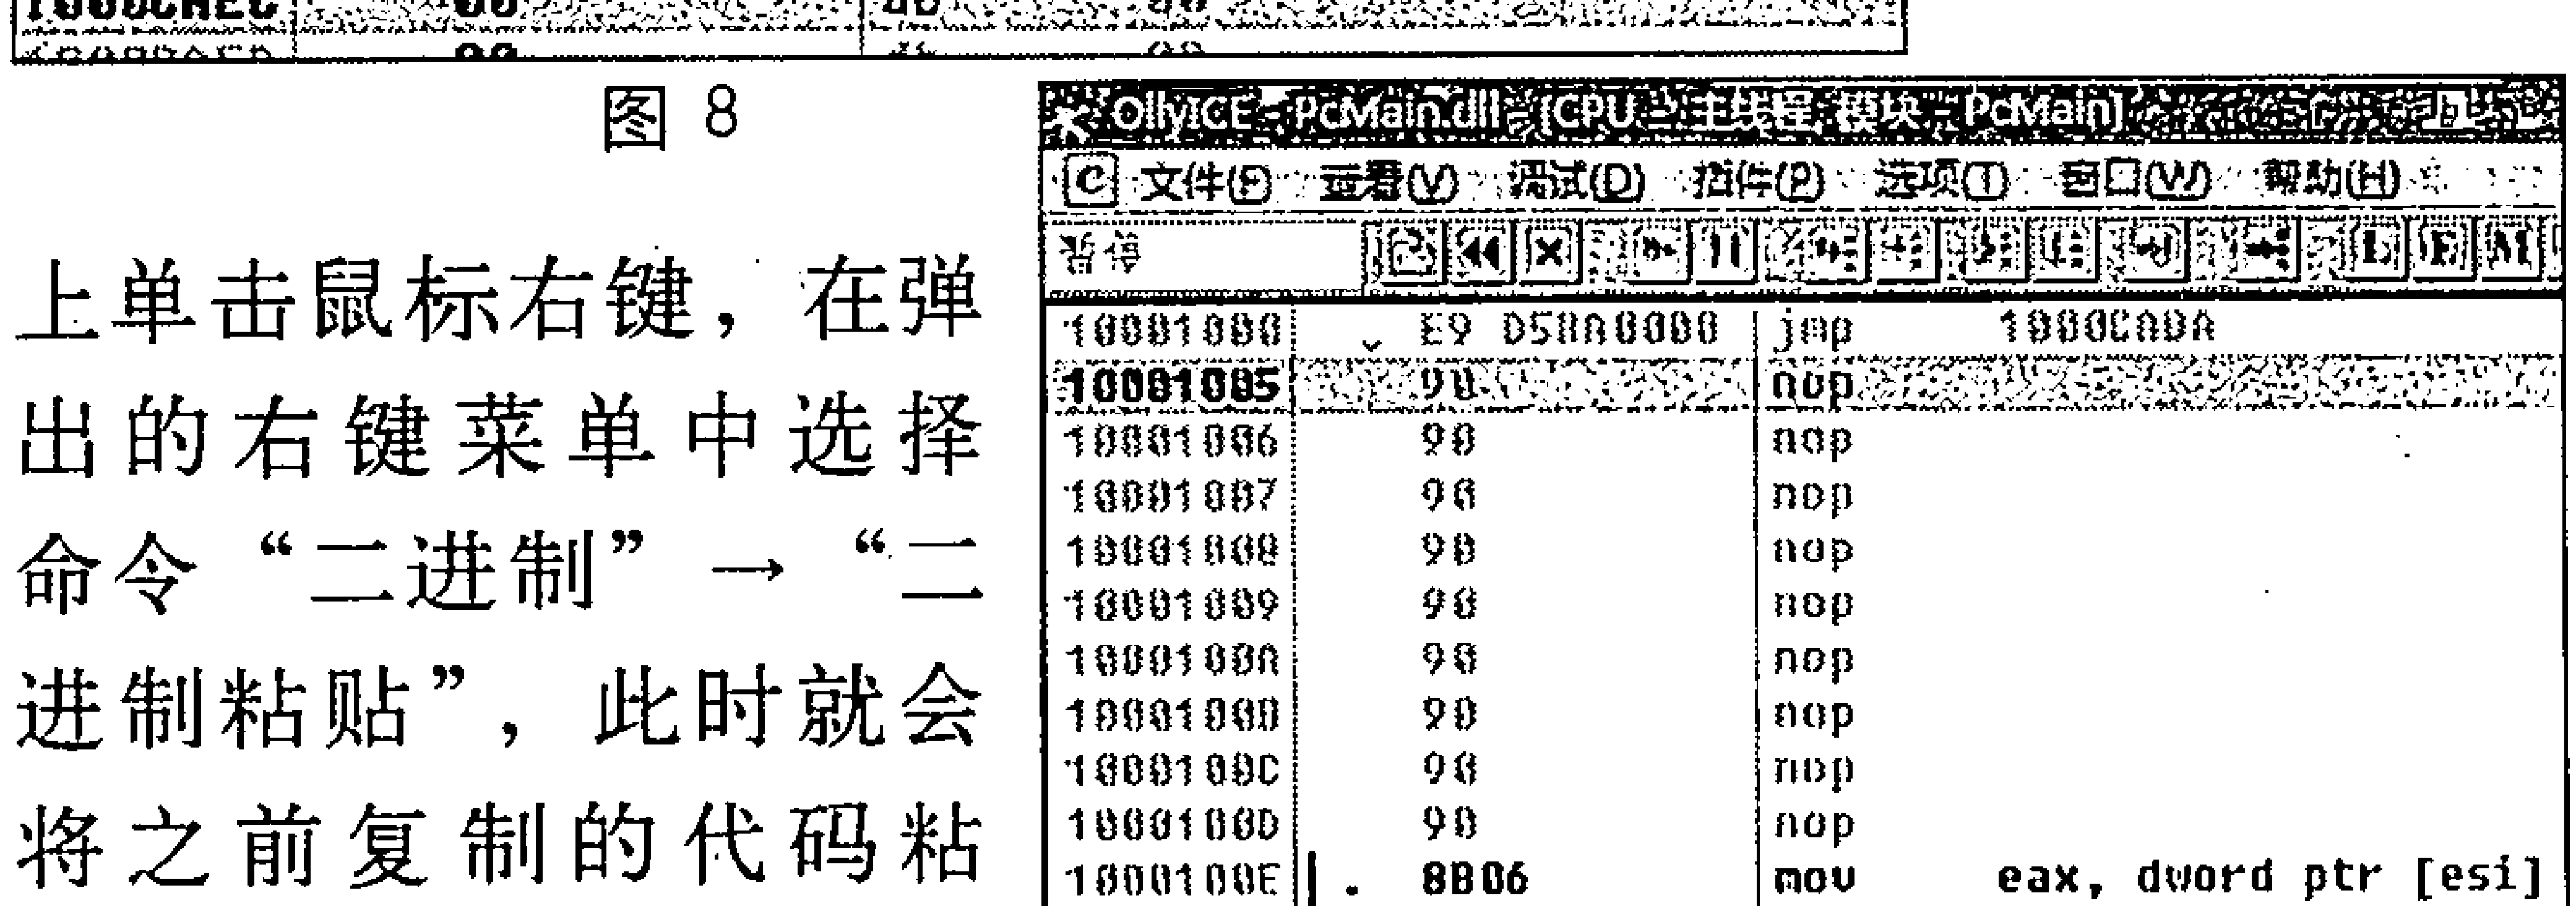 图 8
上单击鼠标右键，在弹
出的右键菜单中选择
命令“二进制”→“二
进制粘贴”，此时就会
将之前复制的代码粘
OllyICE - PcMain.dll - [CPU - 主线程, 模块 - PcMain]
C 文件(F) 查看(V) 调试(D) 插件(P) 选项(T) 窗口(W) 帮助(H)
暂停
10001000 E9 jmp
10001005 90 nop
10001006 90 nop
10001007 90 nop
10001008 90 nop
10001009 90 nop
1000100A 90 nop
1000100B 90 nop
1000100C 90 nop
1000100D 90 nop
1000100E . 8B06 mov eax, dword ptr [esi]